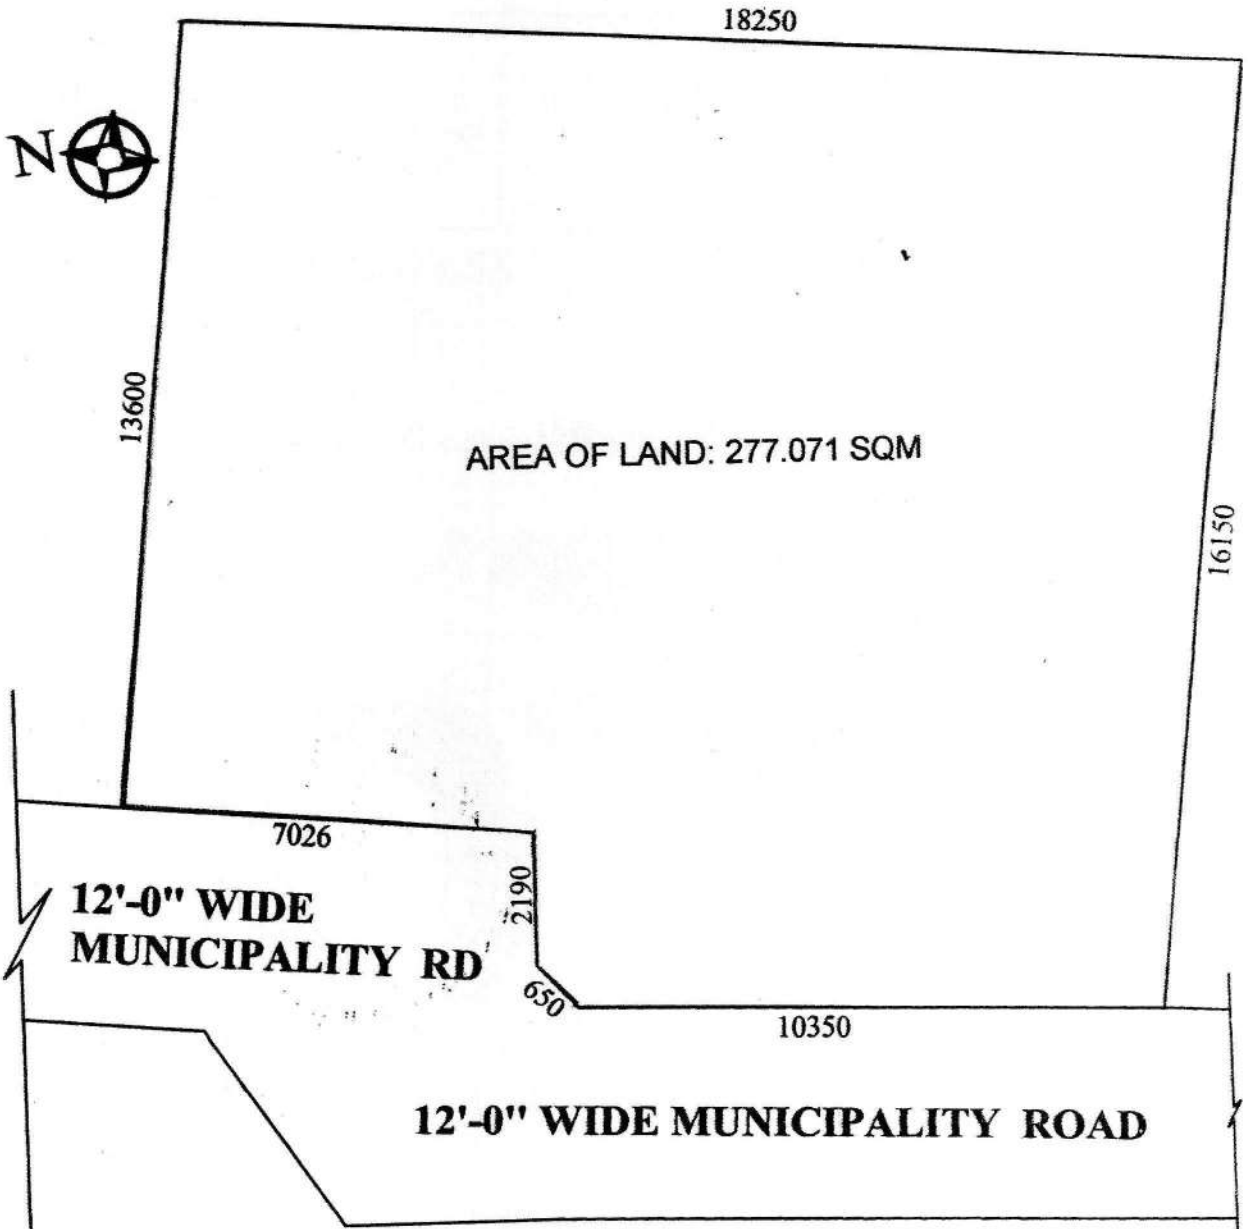 18250
N
13600
AREA OF LAND: 277.071 SQM
16150
7026
12'-0" WIDE
MUNICIPALITY RD
2190
650
10350
12'-0" WIDE MUNICIPALITY ROAD